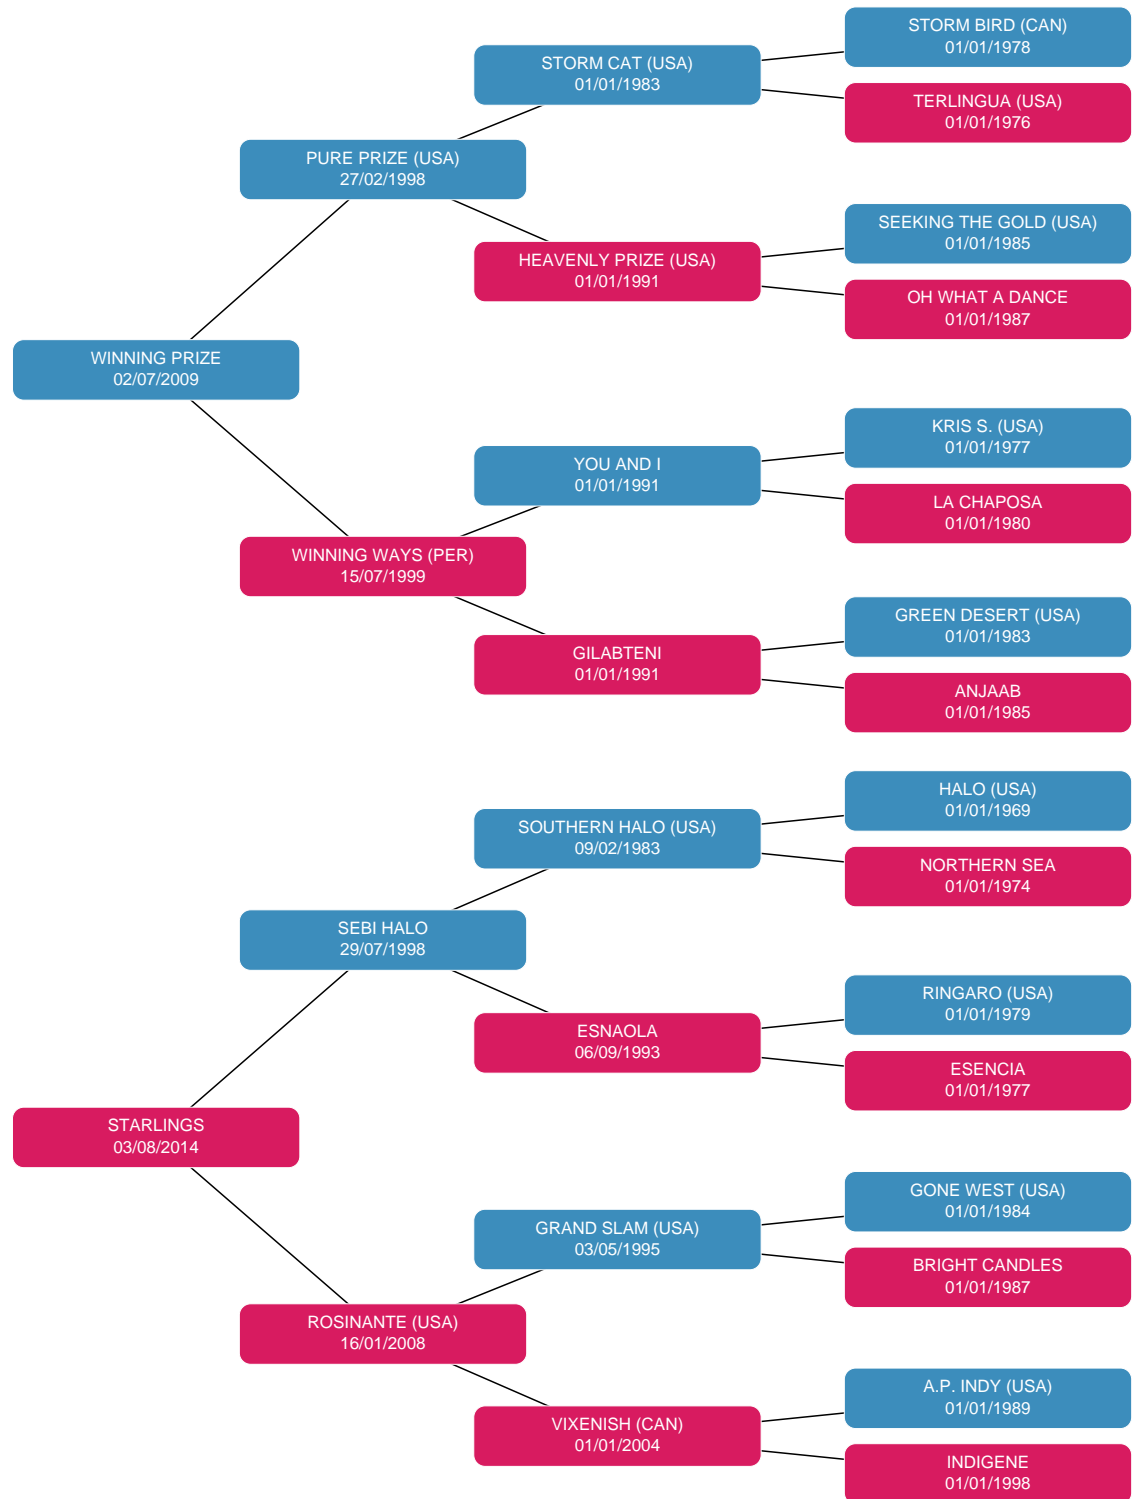 STORM BIRD (CAN)
01/01/1978
STORM CAT (USA)
01/01/1983
TERLINGUA (USA)
01/01/1976
PURE PRIZE (USA)
27/02/1998
SEEKING THE GOLD (USA)
01/01/1985
HEAVENLY PRIZE (USA)
01/01/1991
OH WHAT A DANCE
01/01/1987
WINNING PRIZE
02/07/2009
KRIS S. (USA)
01/01/1977
YOU AND I
01/01/1991
LA CHAPOSA
01/01/1980
WINNING WAYS (PER)
15/07/1999
GREEN DESERT (USA)
01/01/1983
GILABTENI
01/01/1991
ANJAAB
01/01/1985
HALO (USA)
01/01/1969
SOUTHERN HALO (USA)
09/02/1983
NORTHERN SEA
01/01/1974
SEBI HALO
29/07/1998
RINGARO (USA)
01/01/1979
ESNAOLA
06/09/1993
ESENCIA
01/01/1977
STARLINGS
03/08/2014
GONE WEST (USA)
01/01/1984
GRAND SLAM (USA)
03/05/1995
BRIGHT CANDLES
01/01/1987
ROSINANTE (USA)
16/01/2008
A.P. INDY (USA)
01/01/1989
VIXENISH (CAN)
01/01/2004
INDIGENE
01/01/1998